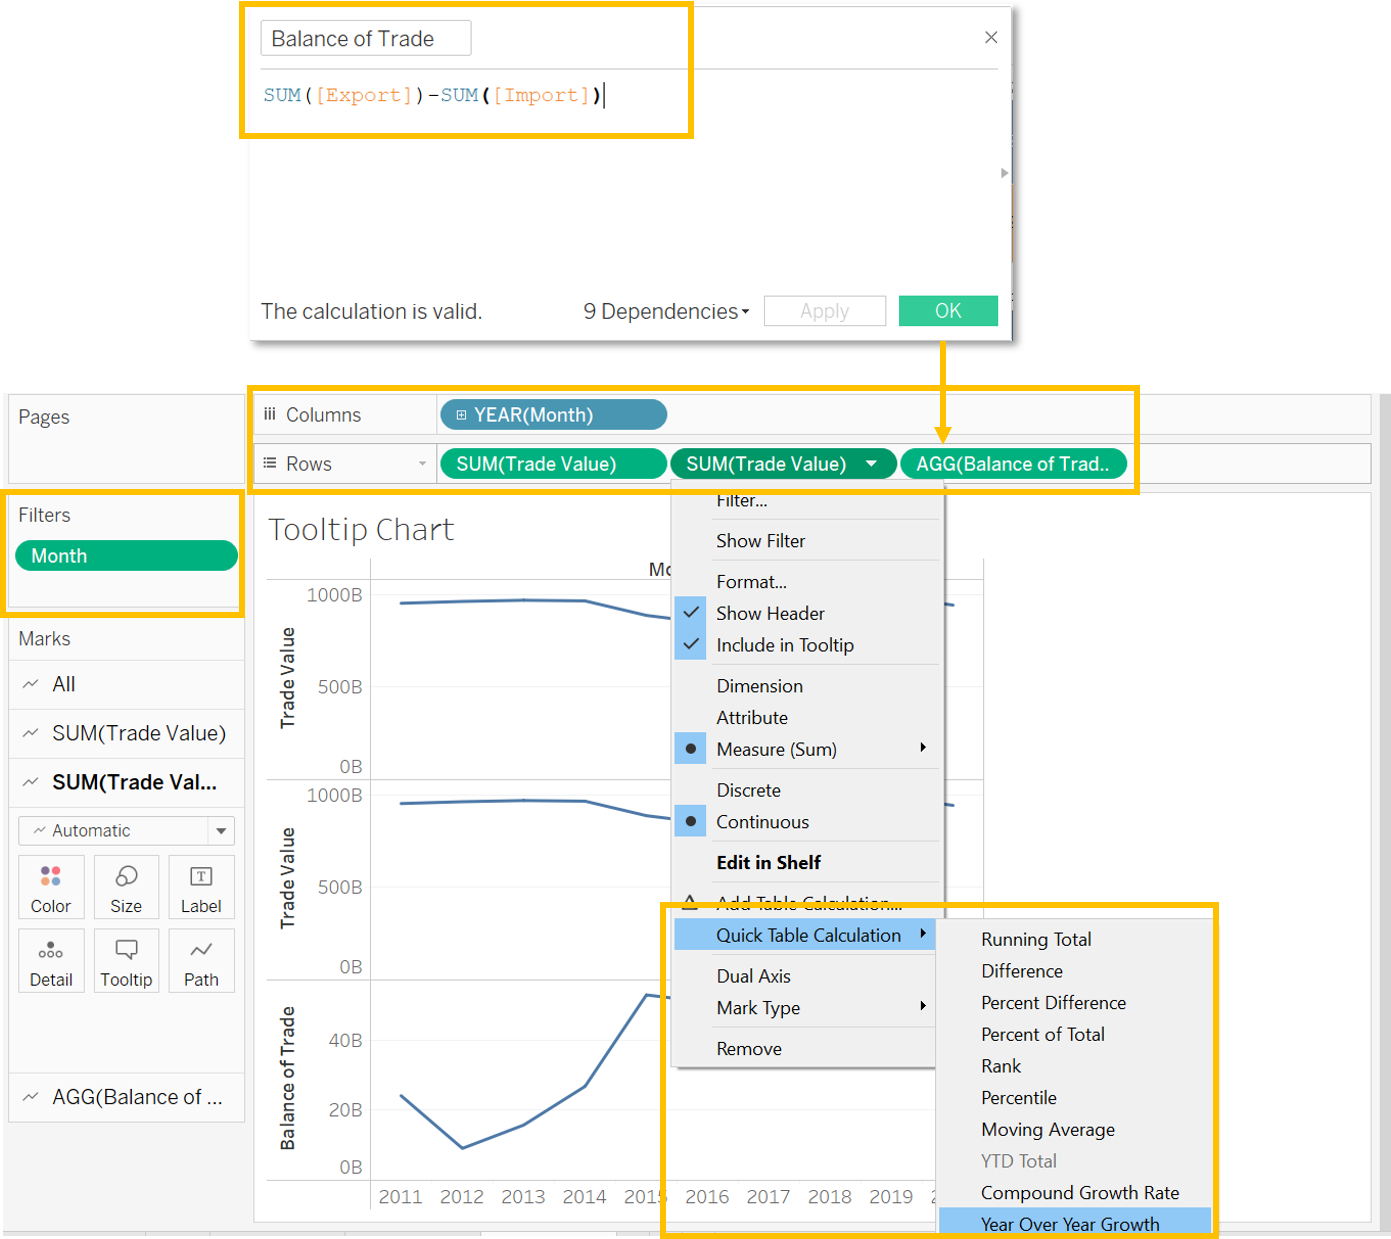 Balance of Trade
SUM([Export])-SUM([Import])
The calculation is valid.
9 Dependencies
Apply
OK
Pages
Columns
YEAR(Month)
Rows
SUM(Trade Value)
SUM(Trade Value)
AGG(Balance of Trad..
Filters
Month
Marks
All
SUM(Trade Value)
SUM(Trade Val...
Automatic
Color
Size
Label
Detail
Tooltip
Path
AGG(Balance of ...
Tooltip Chart
1000B
500B
0B
Trade Value
1000B
500B
0B
Trade Value
40B
20B
0B
Balance of Trade
2011 2012 2013 2014 2015 2016 2017 2018 2019
Filter...
Show Filter
Format...
Show Header
Include in Tooltip
Dimension
Attribute
Measure (Sum)
Discrete
Continuous
Edit in Shelf
Add Table Calculation...
Quick Table Calculation
Dual Axis
Mark Type
Remove
Running Total
Difference
Percent Difference
Percent of Total
Rank
Percentile
Moving Average
YTD Total
Compound Growth Rate
Year Over Year Growth